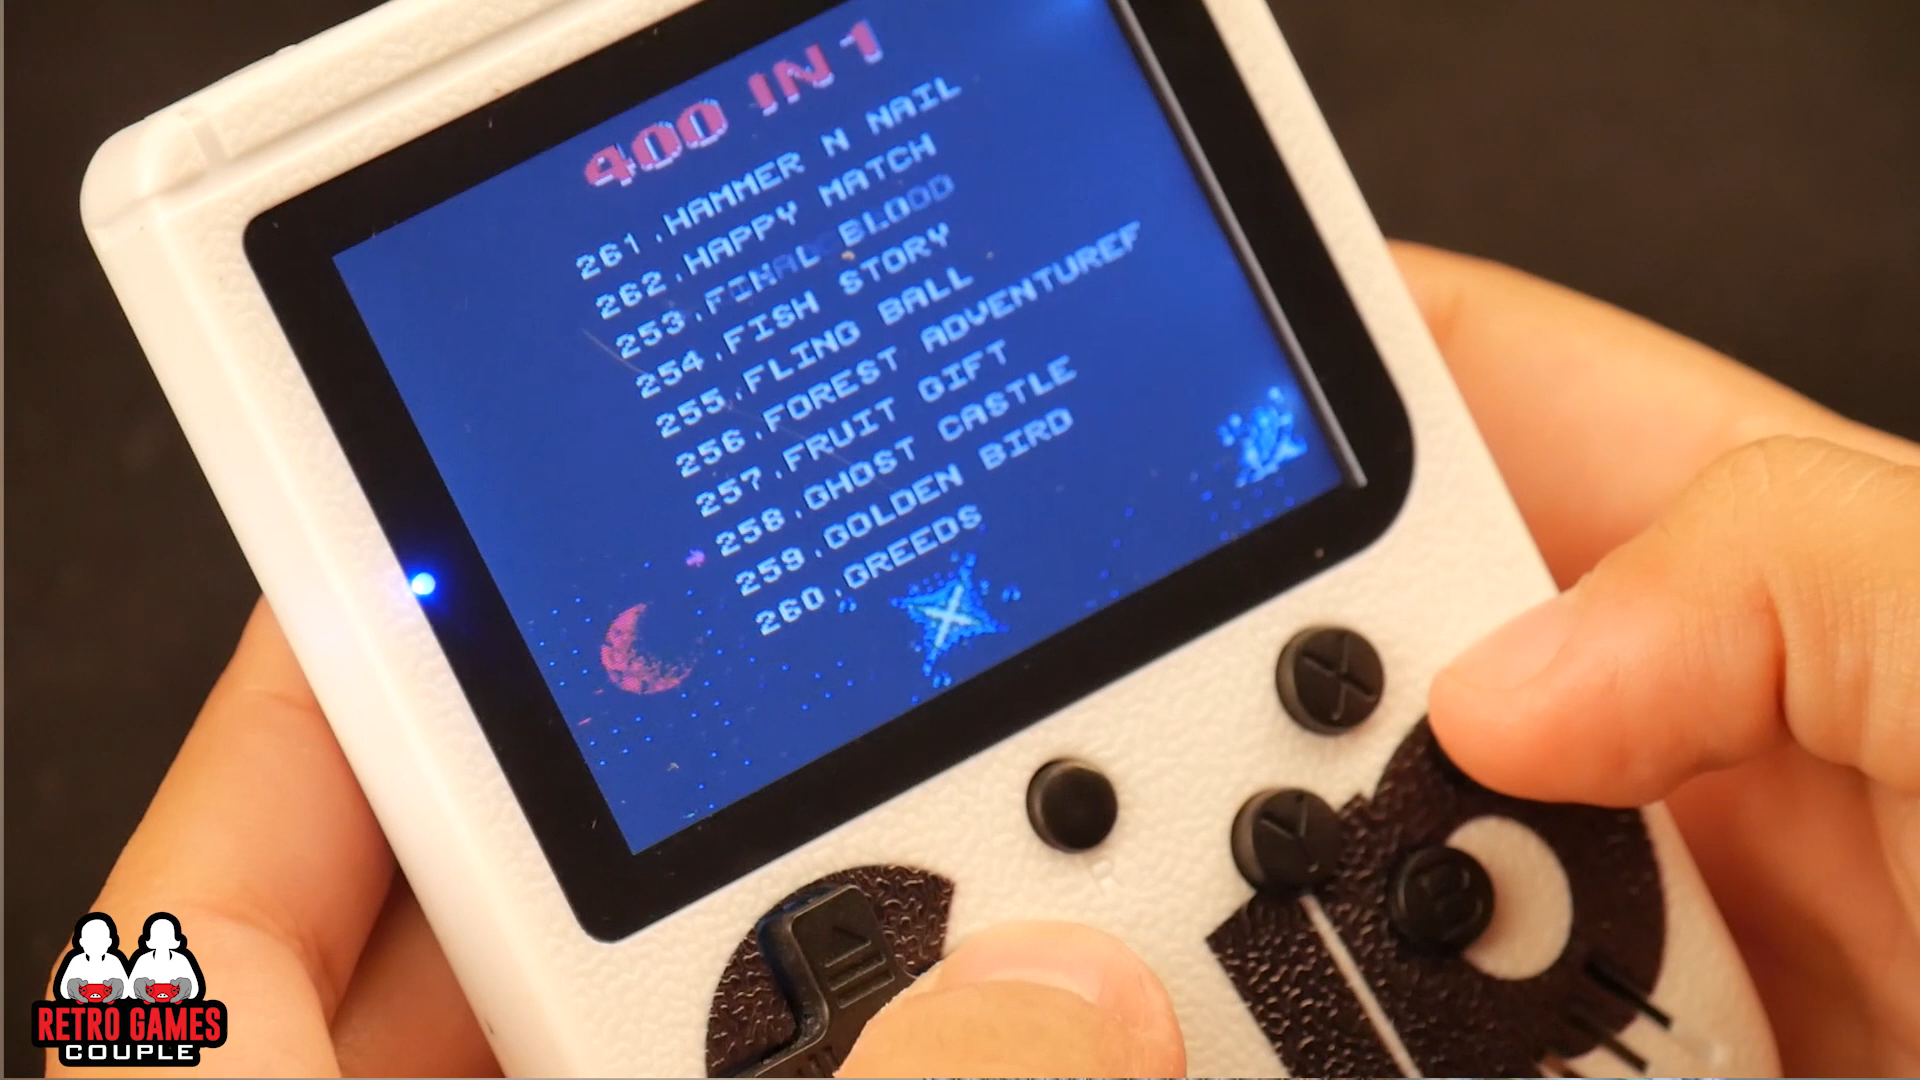 400 IN 1
261.HAMMER N NAIL
262.HAPPY MATCH
253.FINAL BLOOD
254.FISH STORY
255.FLING BALL
256.FOREST ADVENTUREF
257.FRUIT GIFT
258.GHOST CASTLE
259.GOLDEN BIRD
260.GREEDS
X
Y
B
RETRO GAMES
COUPLE